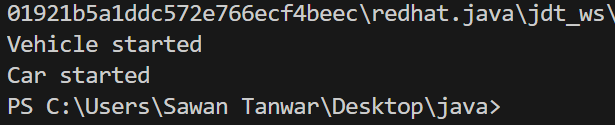 01921b5a1ddc572e766ecf4beec\redhat.java\jdt_ws\
Vehicle started
Car started
PS C:\Users\Sawan Tanwar\Desktop\java>